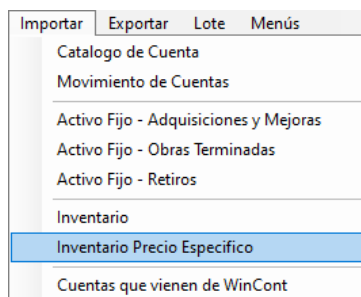 Importar Exportar Lote Menús
Catalogo de Cuenta
Movimiento de Cuentas
Activo Fijo - Adquisiciones y Mejoras
Activo Fijo - Obras Terminadas
Activo Fijo - Retiros
Inventario
Inventario Precio Especifico
Cuentas que vienen de WinCont